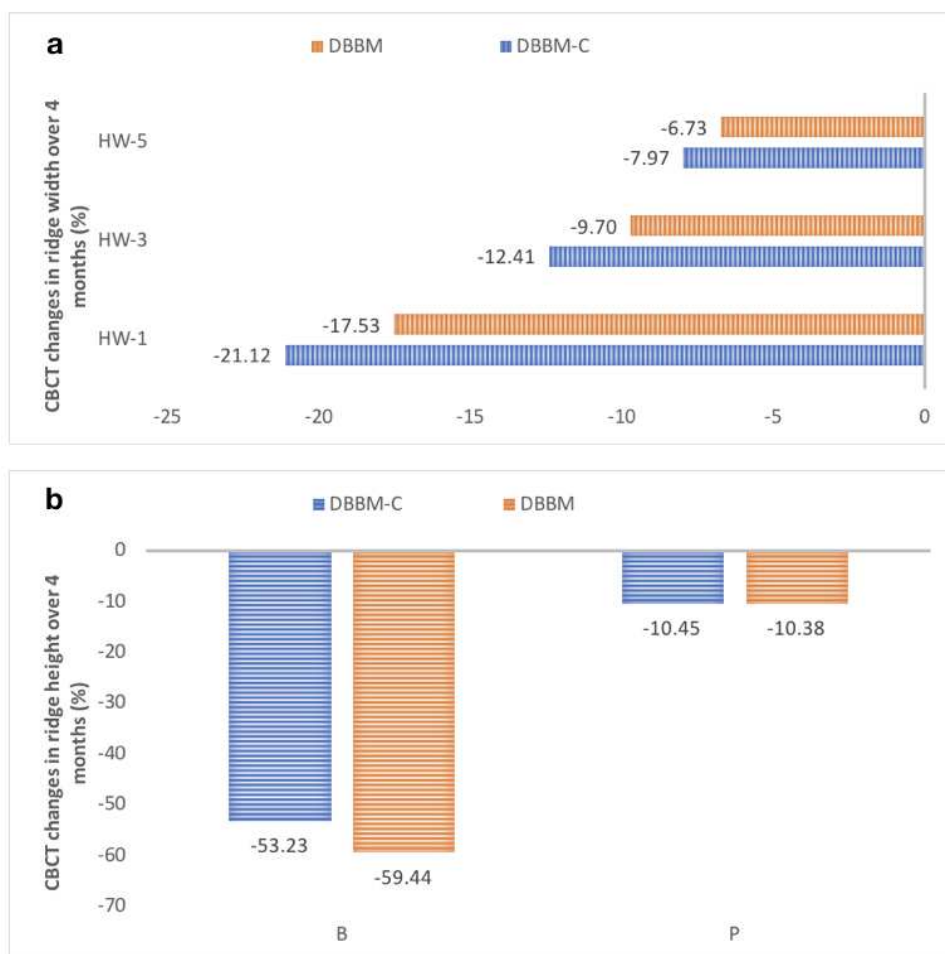 a
DBBM DBBM-C
CBCT changes in ridge width over 4
months (%)
HW-5
-6.73
-7.97
HW-3
-9.70
-12.41
HW-1
-17.53
-21.12
-25 -20 -15 -10 -5 0
b
DBBM-C DBBM
CBCT changes in ridge height over 4
months (%)
0
-10
-20
-30
-40
-50
-60
-70
-10.45 -10.38
-53.23
-59.44
B P